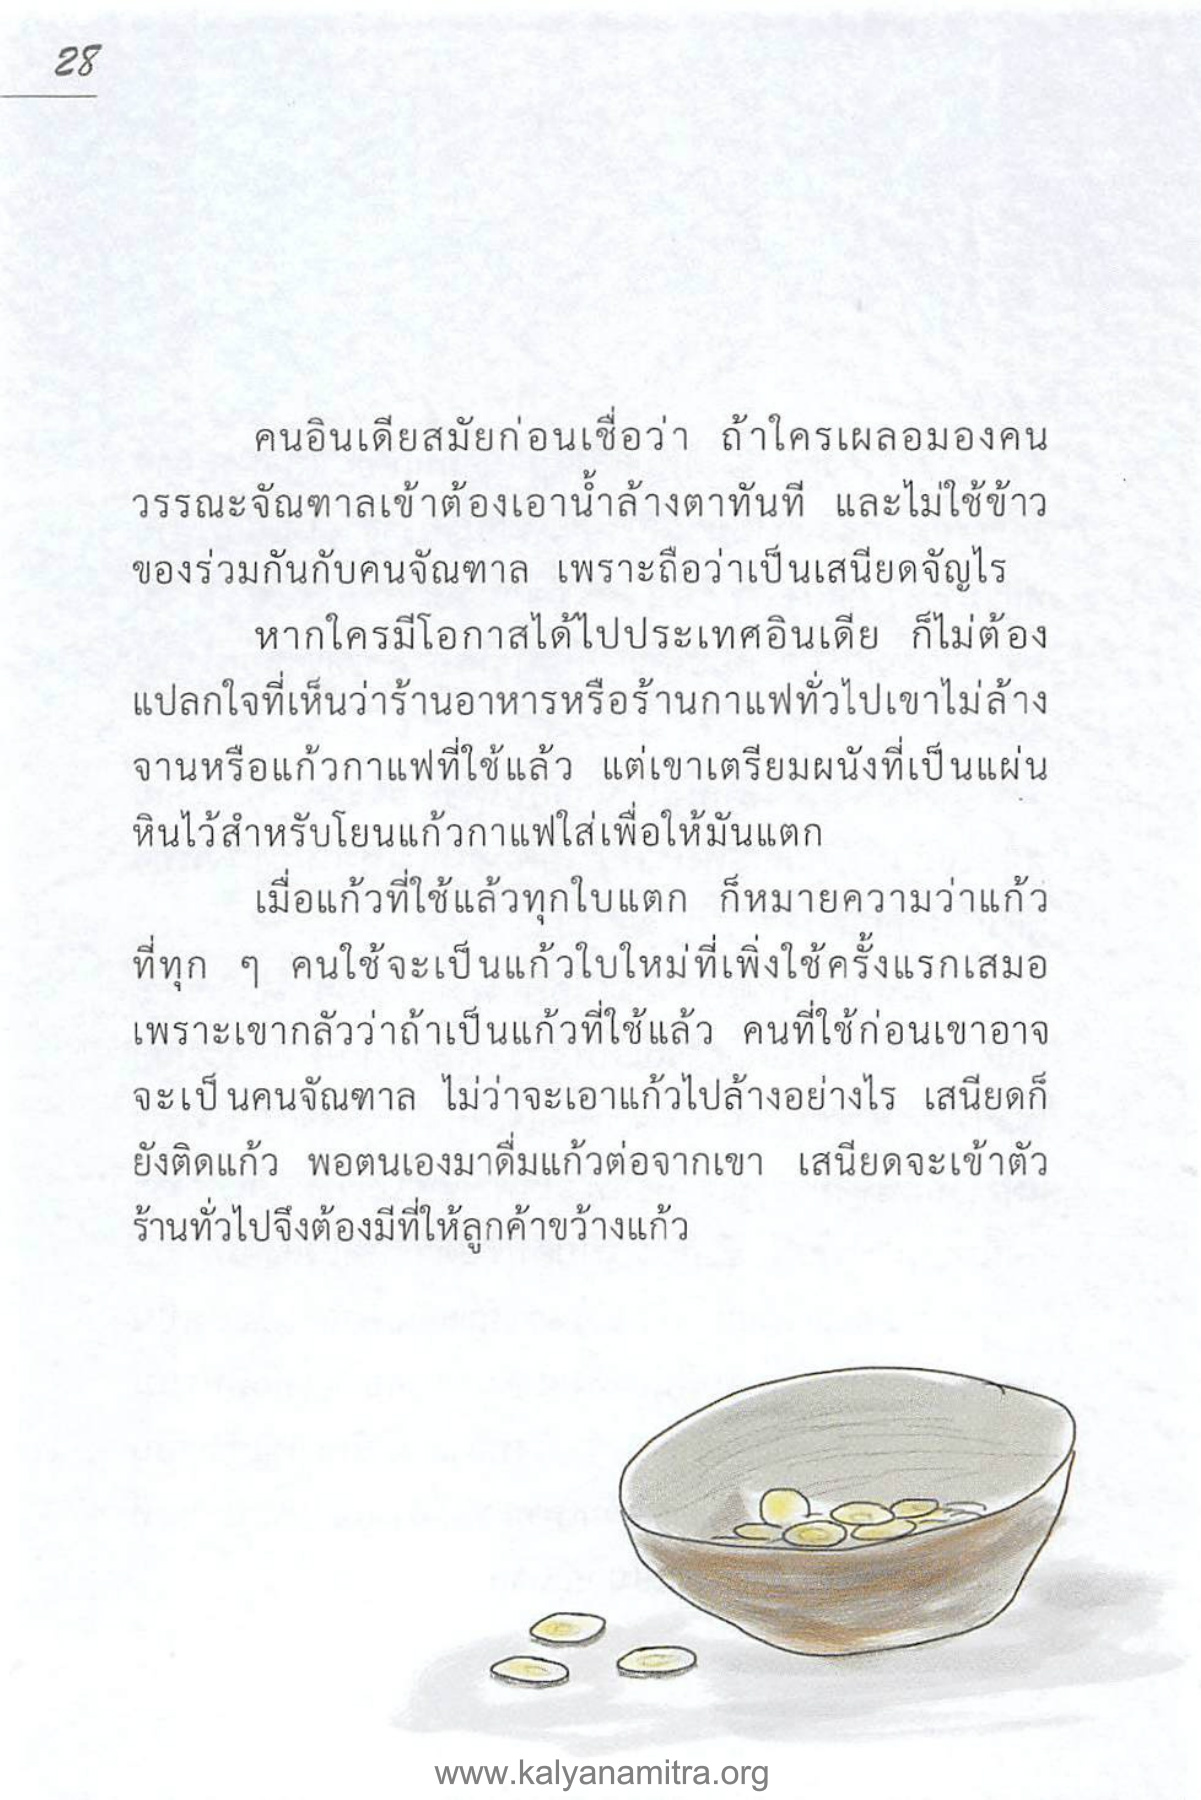 28
คนอินเดียสมัยก่อนเชื่อว่า ถ้าใครเผลอมองคน
วรรณะจัณฑาลเข้าต้องเอาน้ำล้างตาทันที และไม่ใช้ข้าว
ของร่วมกันกับคนจัณฑาล เพราะถือว่าเป็นเสนียดจัญไร
หากใครมีโอกาสได้ไปประเทศอินเดีย ก็ไม่ต้อง
แปลกใจที่เห็นว่าร้านอาหารหรือร้านกาแฟทั่วไปเขาไม่ล้าง
จานหรือแก้วกาแฟที่ใช้แล้ว แต่เขาเตรียมผนังที่เป็นแผ่น
หินไว้สำหรับโยนแก้วกาแฟใส่เพื่อให้มันแตก
เมื่อแก้วที่ใช้แล้วทุกใบแตก ก็หมายความว่าแก้ว
ที่ทุก ๆ คนใช้จะเป็นแก้วใบใหม่ที่เพิ่งใช้ครั้งแรกเสมอ
เพราะเขากลัวว่าถ้าเป็นแก้วที่ใช้แล้ว คนที่ใช้ก่อนเขาอาจ
จะเป็นคนจัณฑาล ไม่ว่าจะเอาแก้วไปล้างอย่างไร เสนียดก็
ยังติดแก้ว พอตนเองมาดื่มแก้วต่อจากเขา เสนียดจะเข้าตัว
ร้านทั่วไปจึงต้องมีที่ให้ลูกค้าขว้างแก้ว
www.kalyanamitra.org